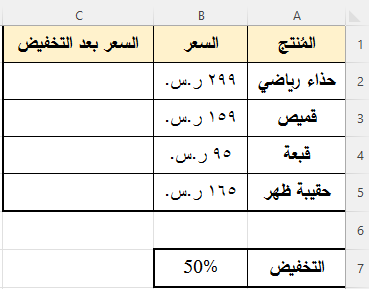 A B C
1 المُنتج السعر السعر بعد التخفيض
2 حذاء رياضي ٢٩٩ ر.س.
3 قميص ١٥٩ ر.س.
4 قبعة ٩٥ ر.س.
5 حقيبة ظهر ١٦٥ ر.س.
6
7 التخفيض 50%